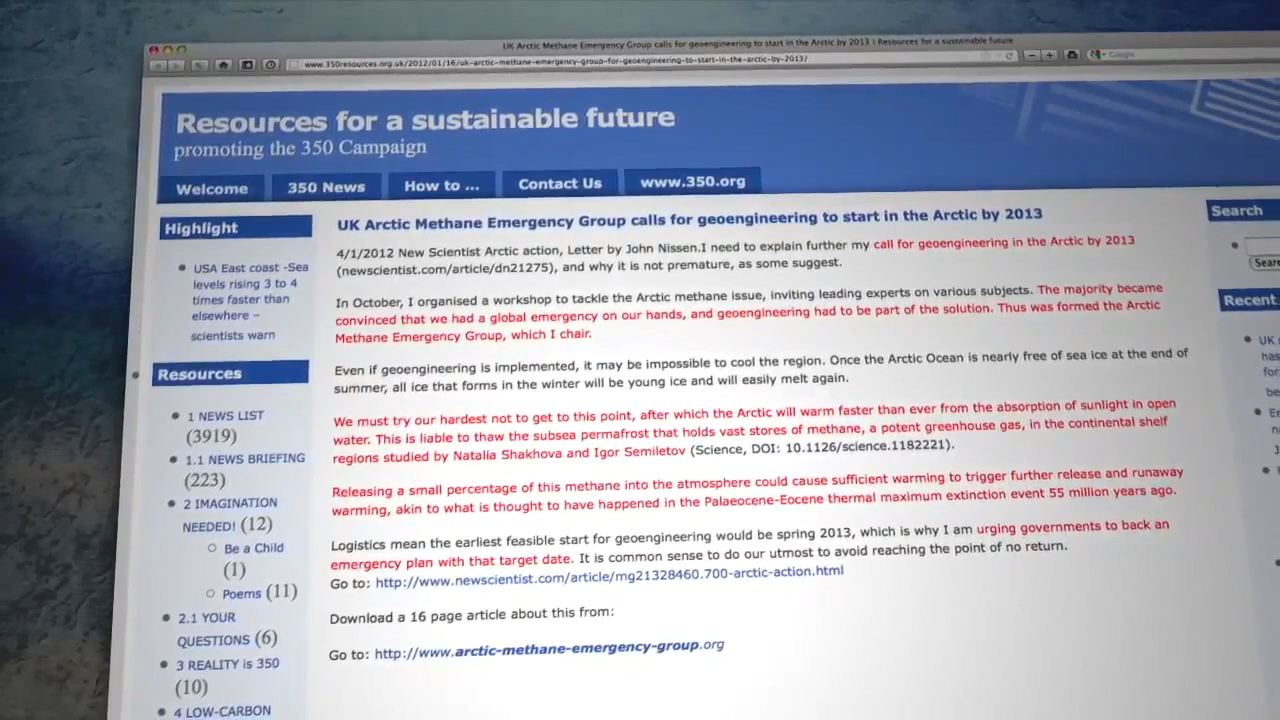 UK Arctic Methane Emergency Group calls for geoengineering to start in the Arctic by 2013 | Resources for a sustainable future
www.350resources.org.uk/2012/01/16/uk-arctic-methane-emergency-group-for-geoengineering-to-start-in-the-arctic-by-2013/
Google
Resources for a sustainable future
promoting the 350 Campaign
Welcome
350 News
How to ...
Contact Us
www.350.org
Highlight
USA East coast -Sea
levels rising 3 to 4
times faster than
elsewhere –
scientists warn
Resources
1 NEWS LIST
(3919)
1.1 NEWS BRIEFING
(223)
2 IMAGINATION
NEEDED! (12)
Be a Child
(1)
Poems (11)
2.1 YOUR
QUESTIONS (6)
3 REALITY is 350
(10)
4 LOW-CARBON
UK Arctic Methane Emergency Group calls for geoengineering to start in the Arctic by 2013
4/1/2012 New Scientist Arctic action, Letter by John Nissen.I need to explain further my call for geoengineering in the Arctic by 2013
(newscientist.com/article/dn21275), and why it is not premature, as some suggest.
In October, I organised a workshop to tackle the Arctic methane issue, inviting leading experts on various subjects. The majority became
convinced that we had a global emergency on our hands, and geoengineering had to be part of the solution. Thus was formed the Arctic
Methane Emergency Group, which I chair.
Even if geoengineering is implemented, it may be impossible to cool the region. Once the Arctic Ocean is nearly free of sea ice at the end of
summer, all ice that forms in the winter will be young ice and will easily melt again.
We must try our hardest not to get to this point, after which the Arctic will warm faster than ever from the absorption of sunlight in open
water. This is liable to thaw the subsea permafrost that holds vast stores of methane, a potent greenhouse gas, in the continental shelf
regions studied by Natalia Shakhova and Igor Semiletov (Science, DOI: 10.1126/science.1182221).
Releasing a small percentage of this methane into the atmosphere could cause sufficient warming to trigger further release and runaway
warming, akin to what is thought to have happened in the Palaeocene-Eocene thermal maximum extinction event 55 million years ago.
Logistics mean the earliest feasible start for geoengineering would be spring 2013, which is why I am urging governments to back an
emergency plan with that target date. It is common sense to do our utmost to avoid reaching the point of no return.
Go to: http://www.newscientist.com/article/mg21328460.700-arctic-action.html
Download a 16 page article about this from:
Go to: http://www.arctic-methane-emergency-group.org
Search
Recent
UK
has
for
be